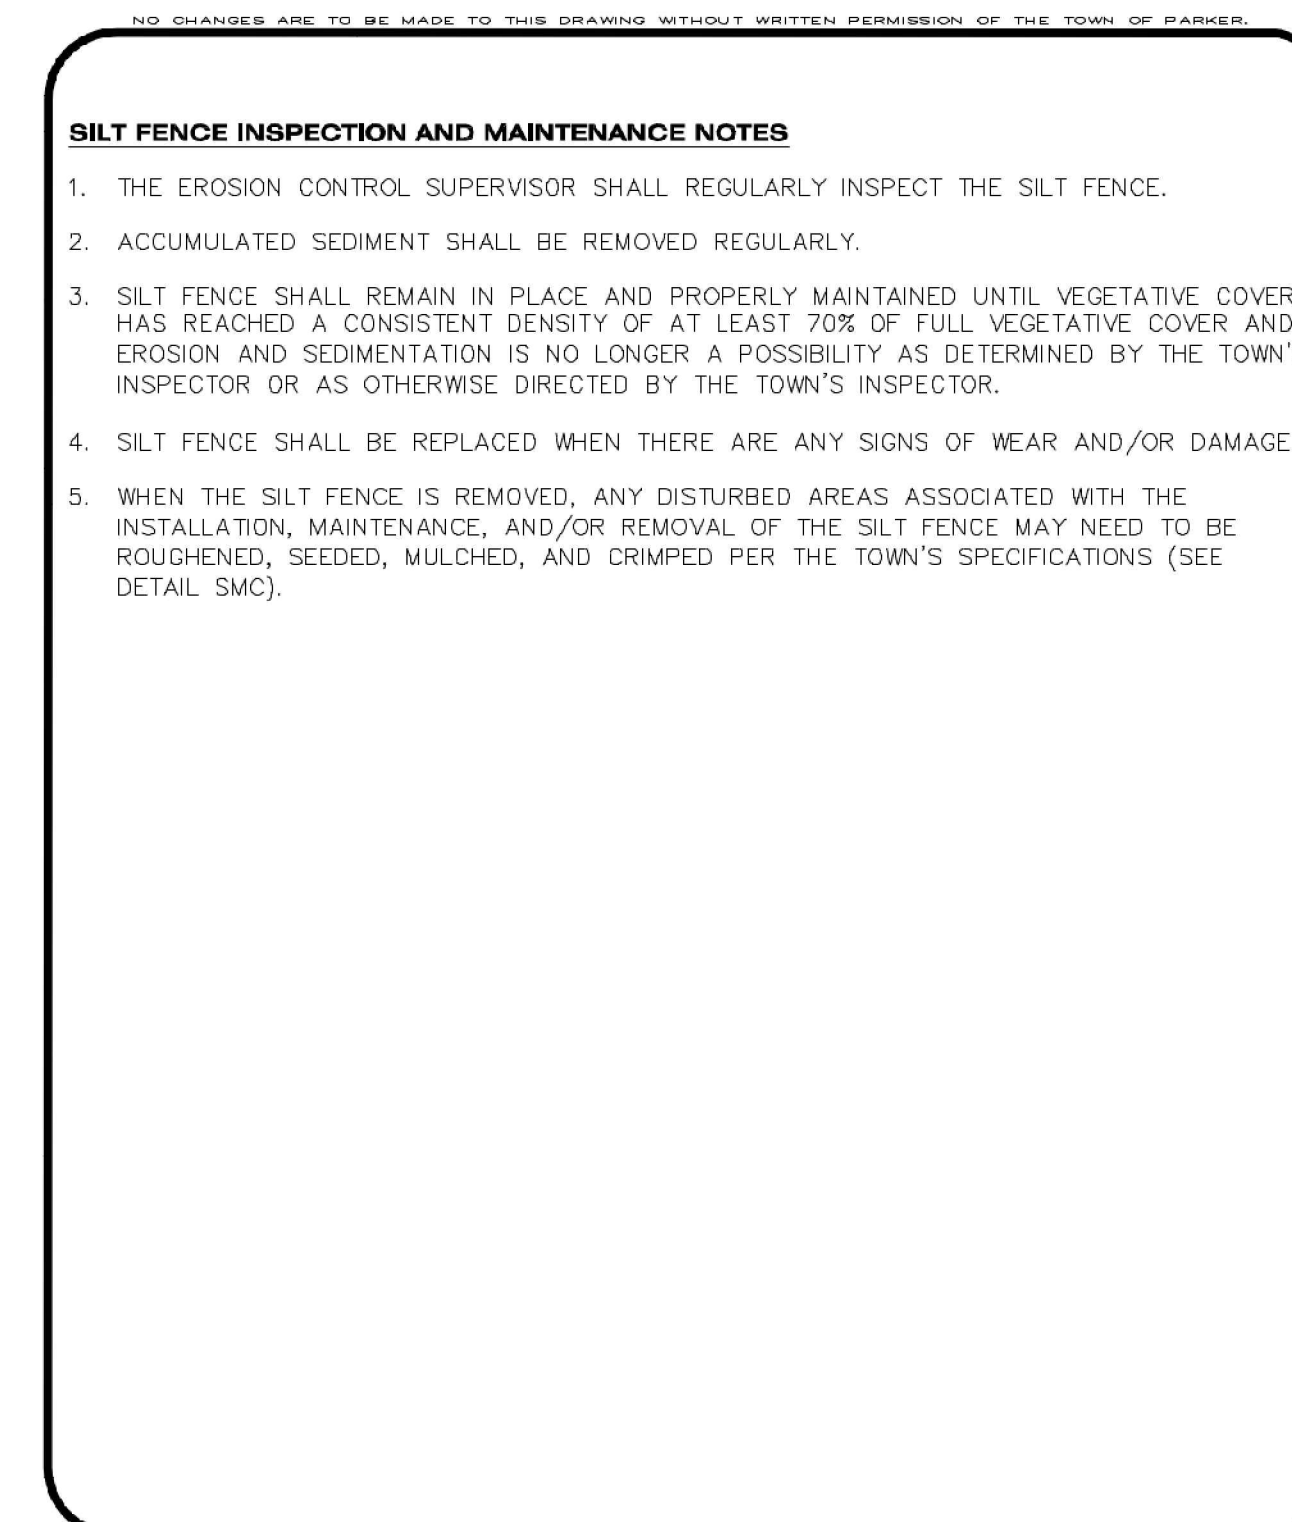 NO CHANGES ARE TO BE MADE TO THIS DRAWING WITHOUT WRITTEN PERMISSION OF THE TOWN OF PARKER.
SILT FENCE INSPECTION AND MAINTENANCE NOTES
1. THE EROSION CONTROL SUPERVISOR SHALL REGULARLY INSPECT THE SILT FENCE.
2. ACCUMULATED SEDIMENT SHALL BE REMOVED REGULARLY.
3. SILT FENCE SHALL REMAIN IN PLACE AND PROPERLY MAINTAINED UNTIL VEGETATIVE COVER
HAS REACHED A CONSISTENT DENSITY OF AT LEAST 70% OF FULL VEGETATIVE COVER AND
EROSION AND SEDIMENTATION IS NO LONGER A POSSIBILITY AS DETERMINED BY THE TOWN'
INSPECTOR OR AS OTHERWISE DIRECTED BY THE TOWN'S INSPECTOR.
4. SILT FENCE SHALL BE REPLACED WHEN THERE ARE ANY SIGNS OF WEAR AND/OR DAMAGE
5. WHEN THE SILT FENCE IS REMOVED, ANY DISTURBED AREAS ASSOCIATED WITH THE
INSTALLATION, MAINTENANCE, AND/OR REMOVAL OF THE SILT FENCE MAY NEED TO BE
ROUGHENED, SEEDED, MULCHED, AND CRIMPED PER THE TOWN'S SPECIFICATIONS (SEE
DETAIL SMC).